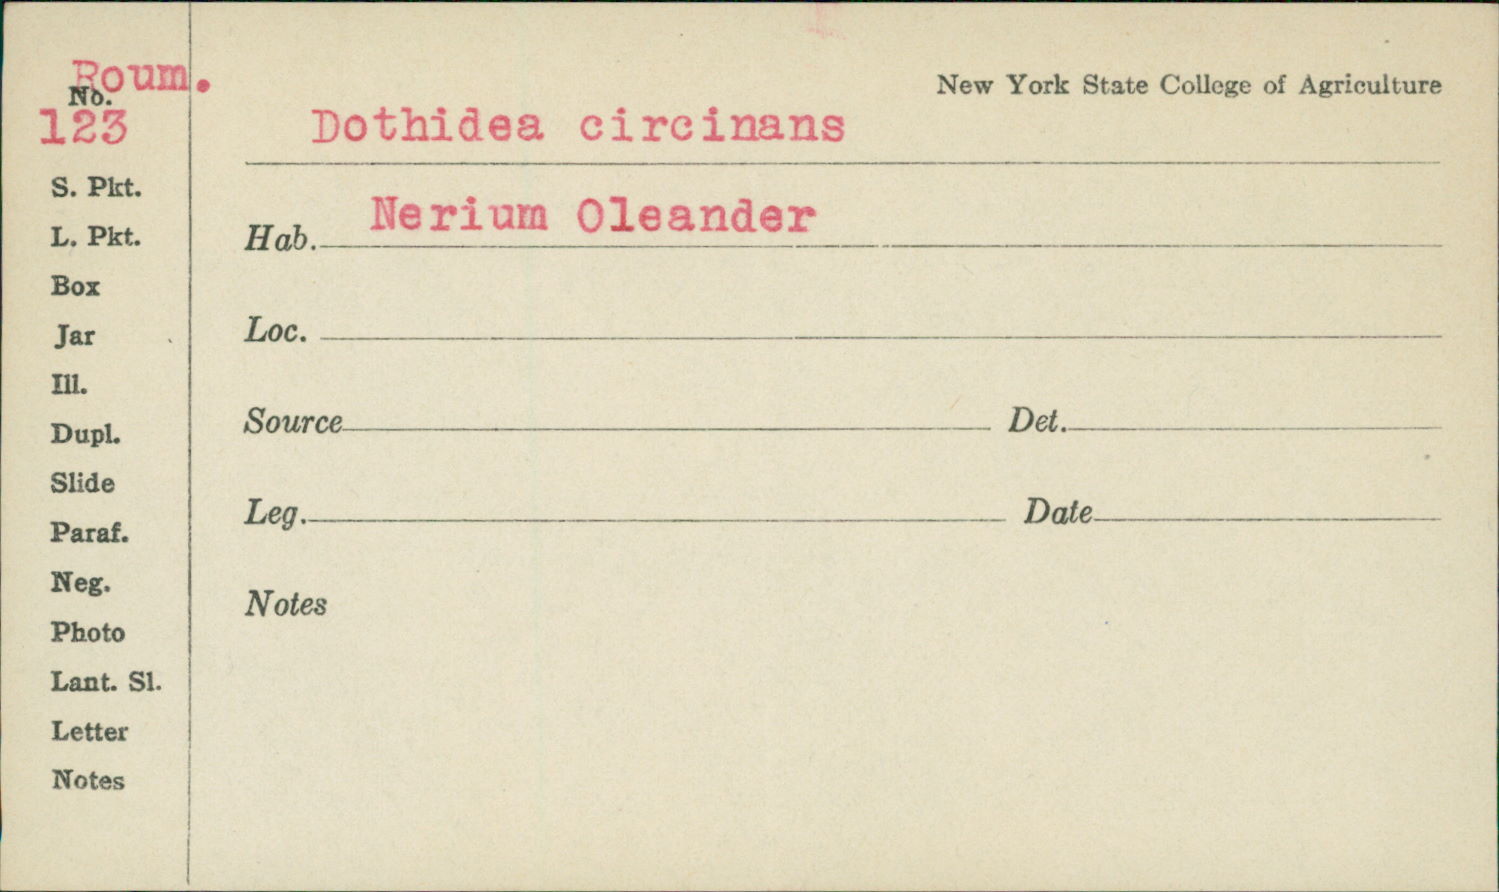 Roum.
No.
123
S. Pkt.
L. Pkt.
Box
Jar
Ill.
Dupl.
Slide
Paraf.
Neg.
Photo
Lant. Sl.
Letter
Notes
New York State College of Agriculture
Dothidea circinans
Hab. Nerium Oleander
Loc.
Source Det.
Leg. Date
Notes